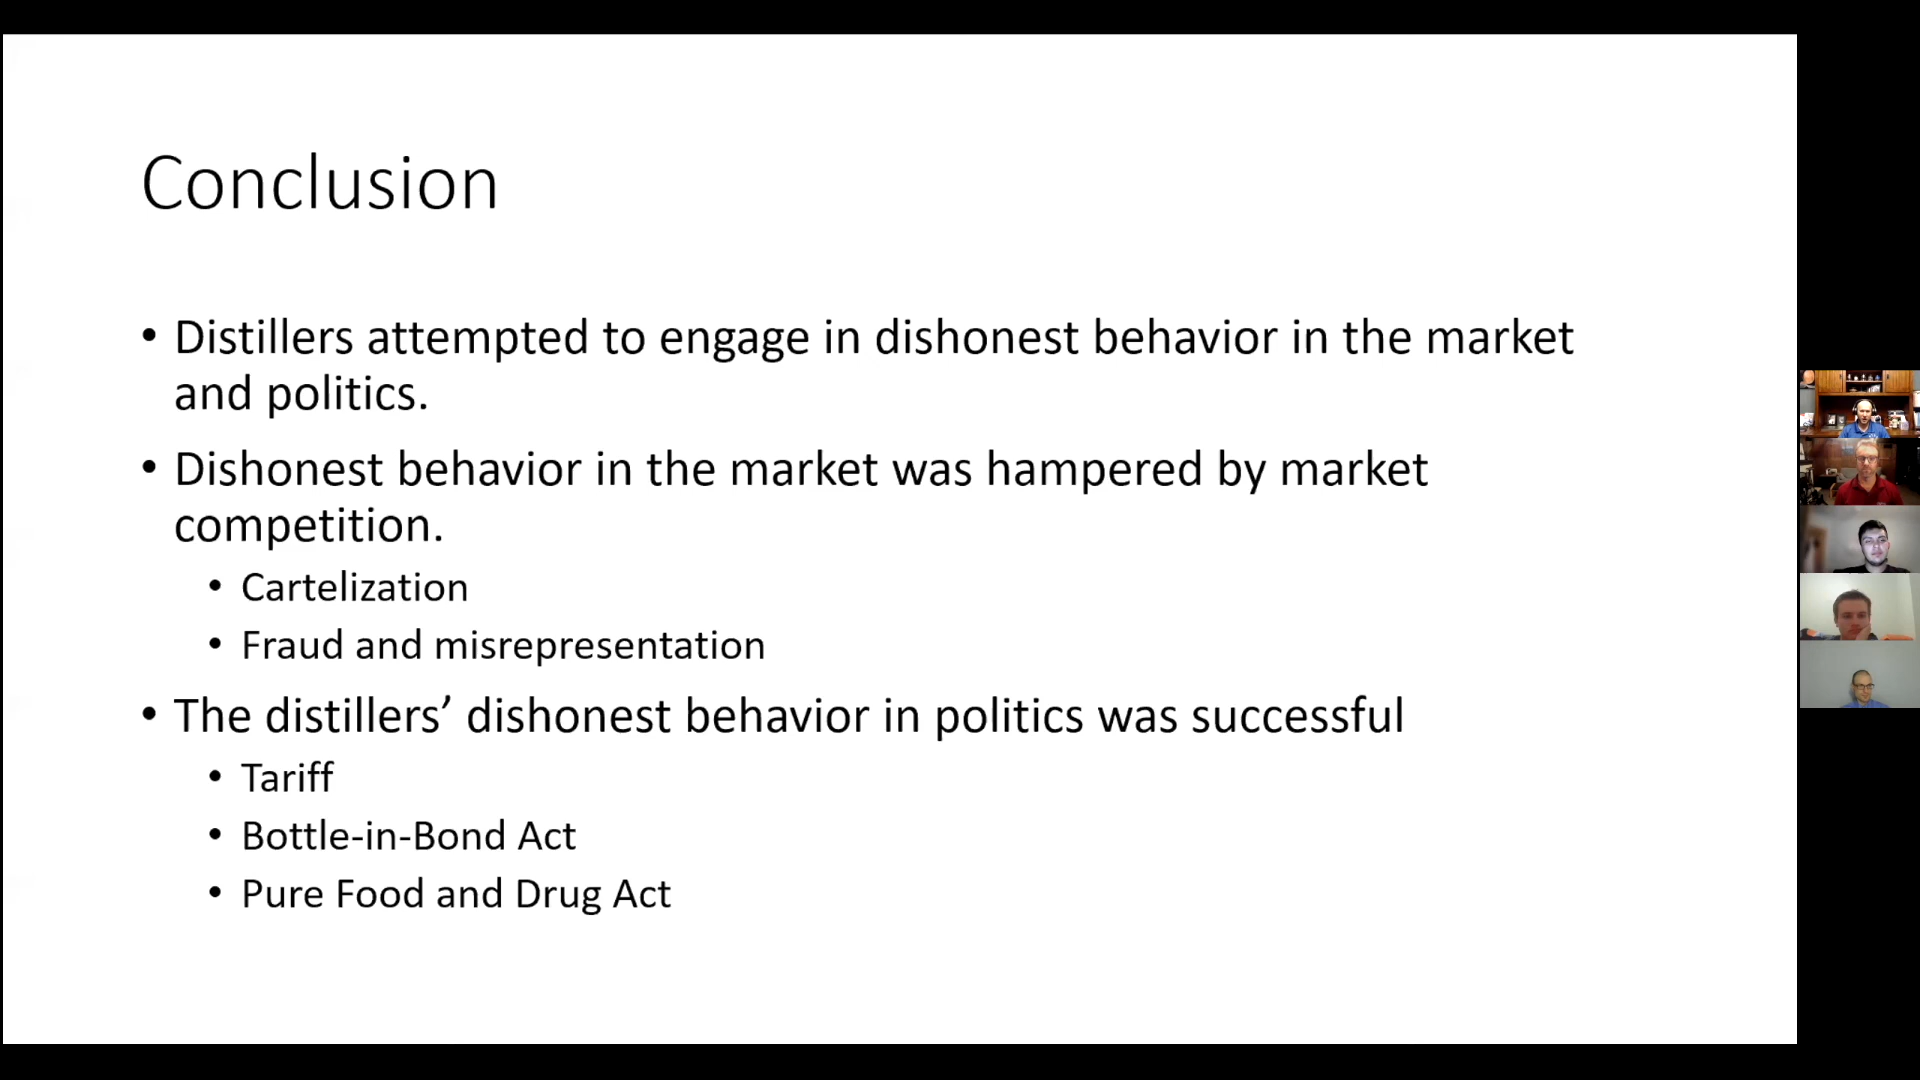 Conclusion
• Distillers attempted to engage in dishonest behavior in the market
and politics.
• Dishonest behavior in the market was hampered by market
competition.
• Cartelization
• Fraud and misrepresentation
• The distillers’ dishonest behavior in politics was successful
• Tariff
• Bottle-in-Bond Act
• Pure Food and Drug Act